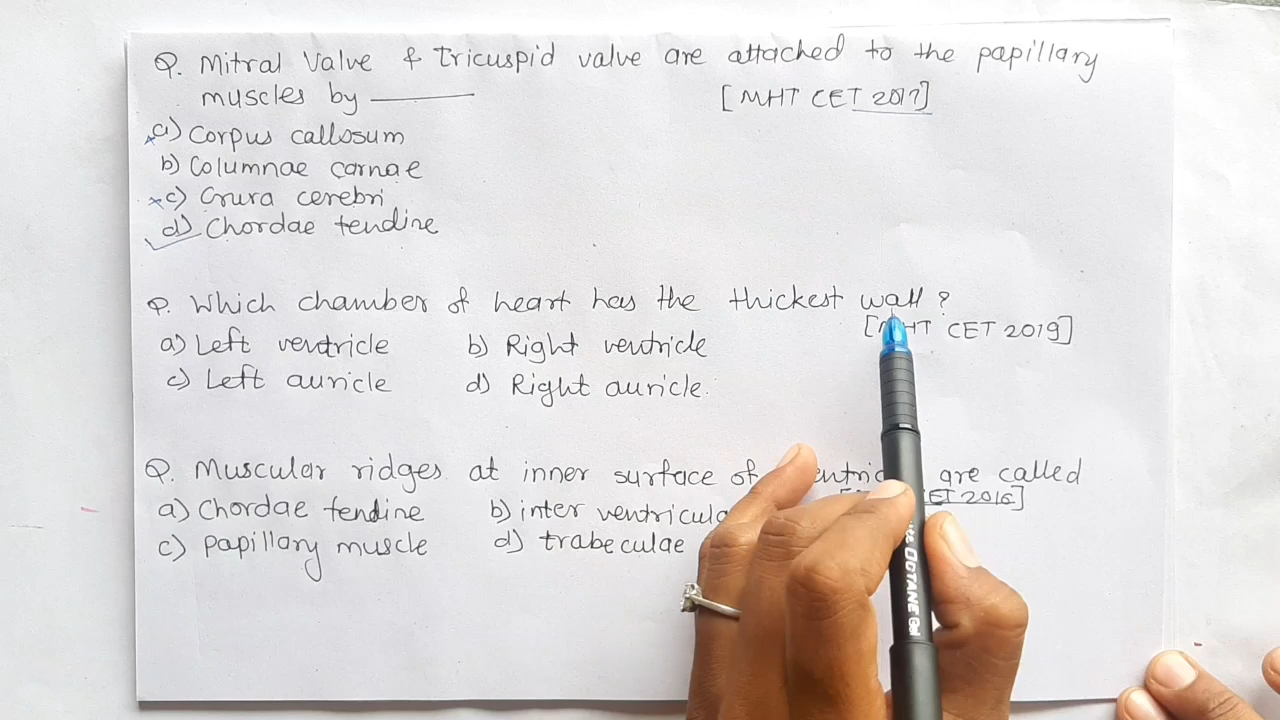 Q. Mitral Valve & Tricuspid valve are attached to the papillary
muscles by ______ [MHT CET 2017]
a) Corpus callosum
b) Columnae carnae
c) Crura cerebri
d) Chordae tendine
Q. Which chamber of heart has the thickest wall?
[MHT CET 2019]
a) Left ventricle b) Right ventricle
c) Left auricle d) Right auricle.
Q. Muscular ridges at inner surface of are called
CET 2016]
a) Chordae tendine b) inter
c) papillary muscle d) trabeculae
OCTANE Gel